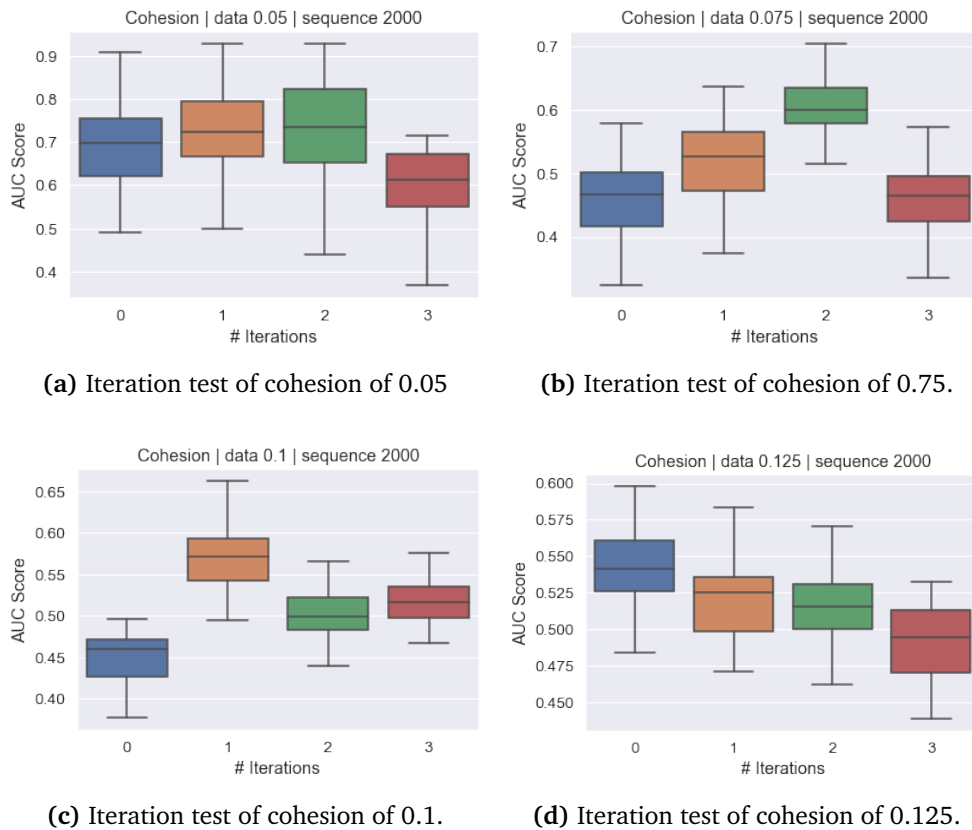 Cohesion | data 0.05 | sequence 2000
0.9
0.8
0.7
0.6
0.5
0.4
AUC Score
0 1 2 3
# Iterations
(a) Iteration test of cohesion of 0.05
Cohesion | data 0.075 | sequence 2000
0.7
0.6
0.5
0.4
AUC Score
0 1 2 3
# Iterations
(b) Iteration test of cohesion of 0.75.
Cohesion | data 0.1 | sequence 2000
0.65
0.60
0.55
0.50
0.45
0.40
AUC Score
0 1 2 3
# Iterations
(c) Iteration test of cohesion of 0.1.
Cohesion | data 0.125 | sequence 2000
0.600
0.575
0.550
0.525
0.500
0.475
0.450
AUC Score
0 1 2 3
# Iterations
(d) Iteration test of cohesion of 0.125.